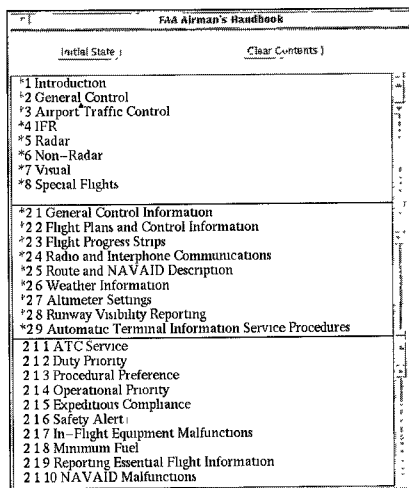 FAA Airman's Handbook
Initial State )
Clear Contents )
*1 Introduction
*2 General Control
*3 Airport Traffic Control
*4 IFR
*5 Radar
*6 Non-Radar
*7 Visual
*8 Special Flights
*2 1 General Control Information
*2 2 Flight Plans and Control Information
*2 3 Flight Progress Strips
*2 4 Radio and Interphone Communications
*2 5 Route and NAVAID Description
*2 6 Weather Information
*2 7 Altimeter Settings
*2 8 Runway Visibility Reporting
*2 9 Automatic Terminal Information Service Procedures
2 1 1 ATC Service
2 1 2 Duty Priority
2 1 3 Procedural Preference
2 1 4 Operational Priority
2 1 5 Expeditious Compliance
2 1 6 Safety Alert
2 1 7 In-Flight Equipment Malfunctions
2 1 8 Minimum Fuel
2 1 9 Reporting Essential Flight Information
2 1 10 NAVAID Malfunctions